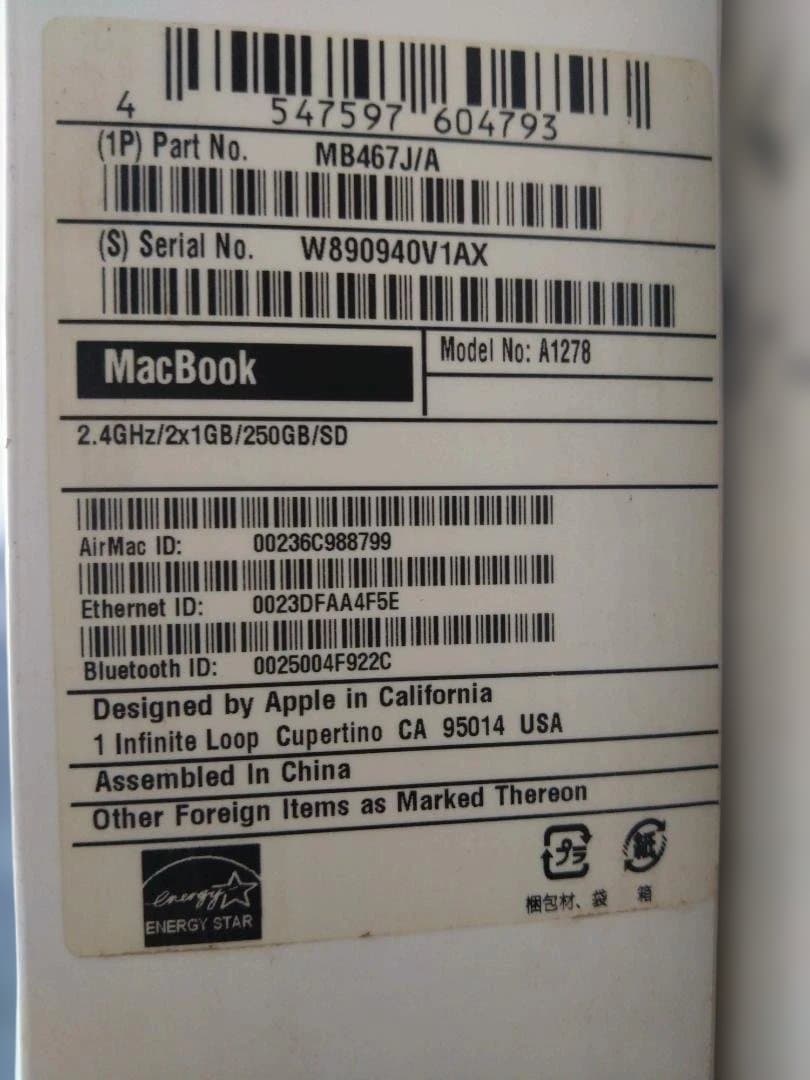 4 547597 604793
(1P) Part No. MB467J/A
(S) Serial No. W890940V1AX
MacBook
Model No: A1278
2.4GHz/2x1GB/250GB/SD
AirMac ID: 00236C988799
Ethernet ID: 0023DFAA4F5E
Bluetooth ID: 0025004F922C
Designed by Apple in California
1 Infinite Loop Cupertino CA 95014 USA
Assembled In China
Other Foreign Items as Marked Thereon
energy
ENERGY STAR
プラ 紙
梱包材、袋 箱